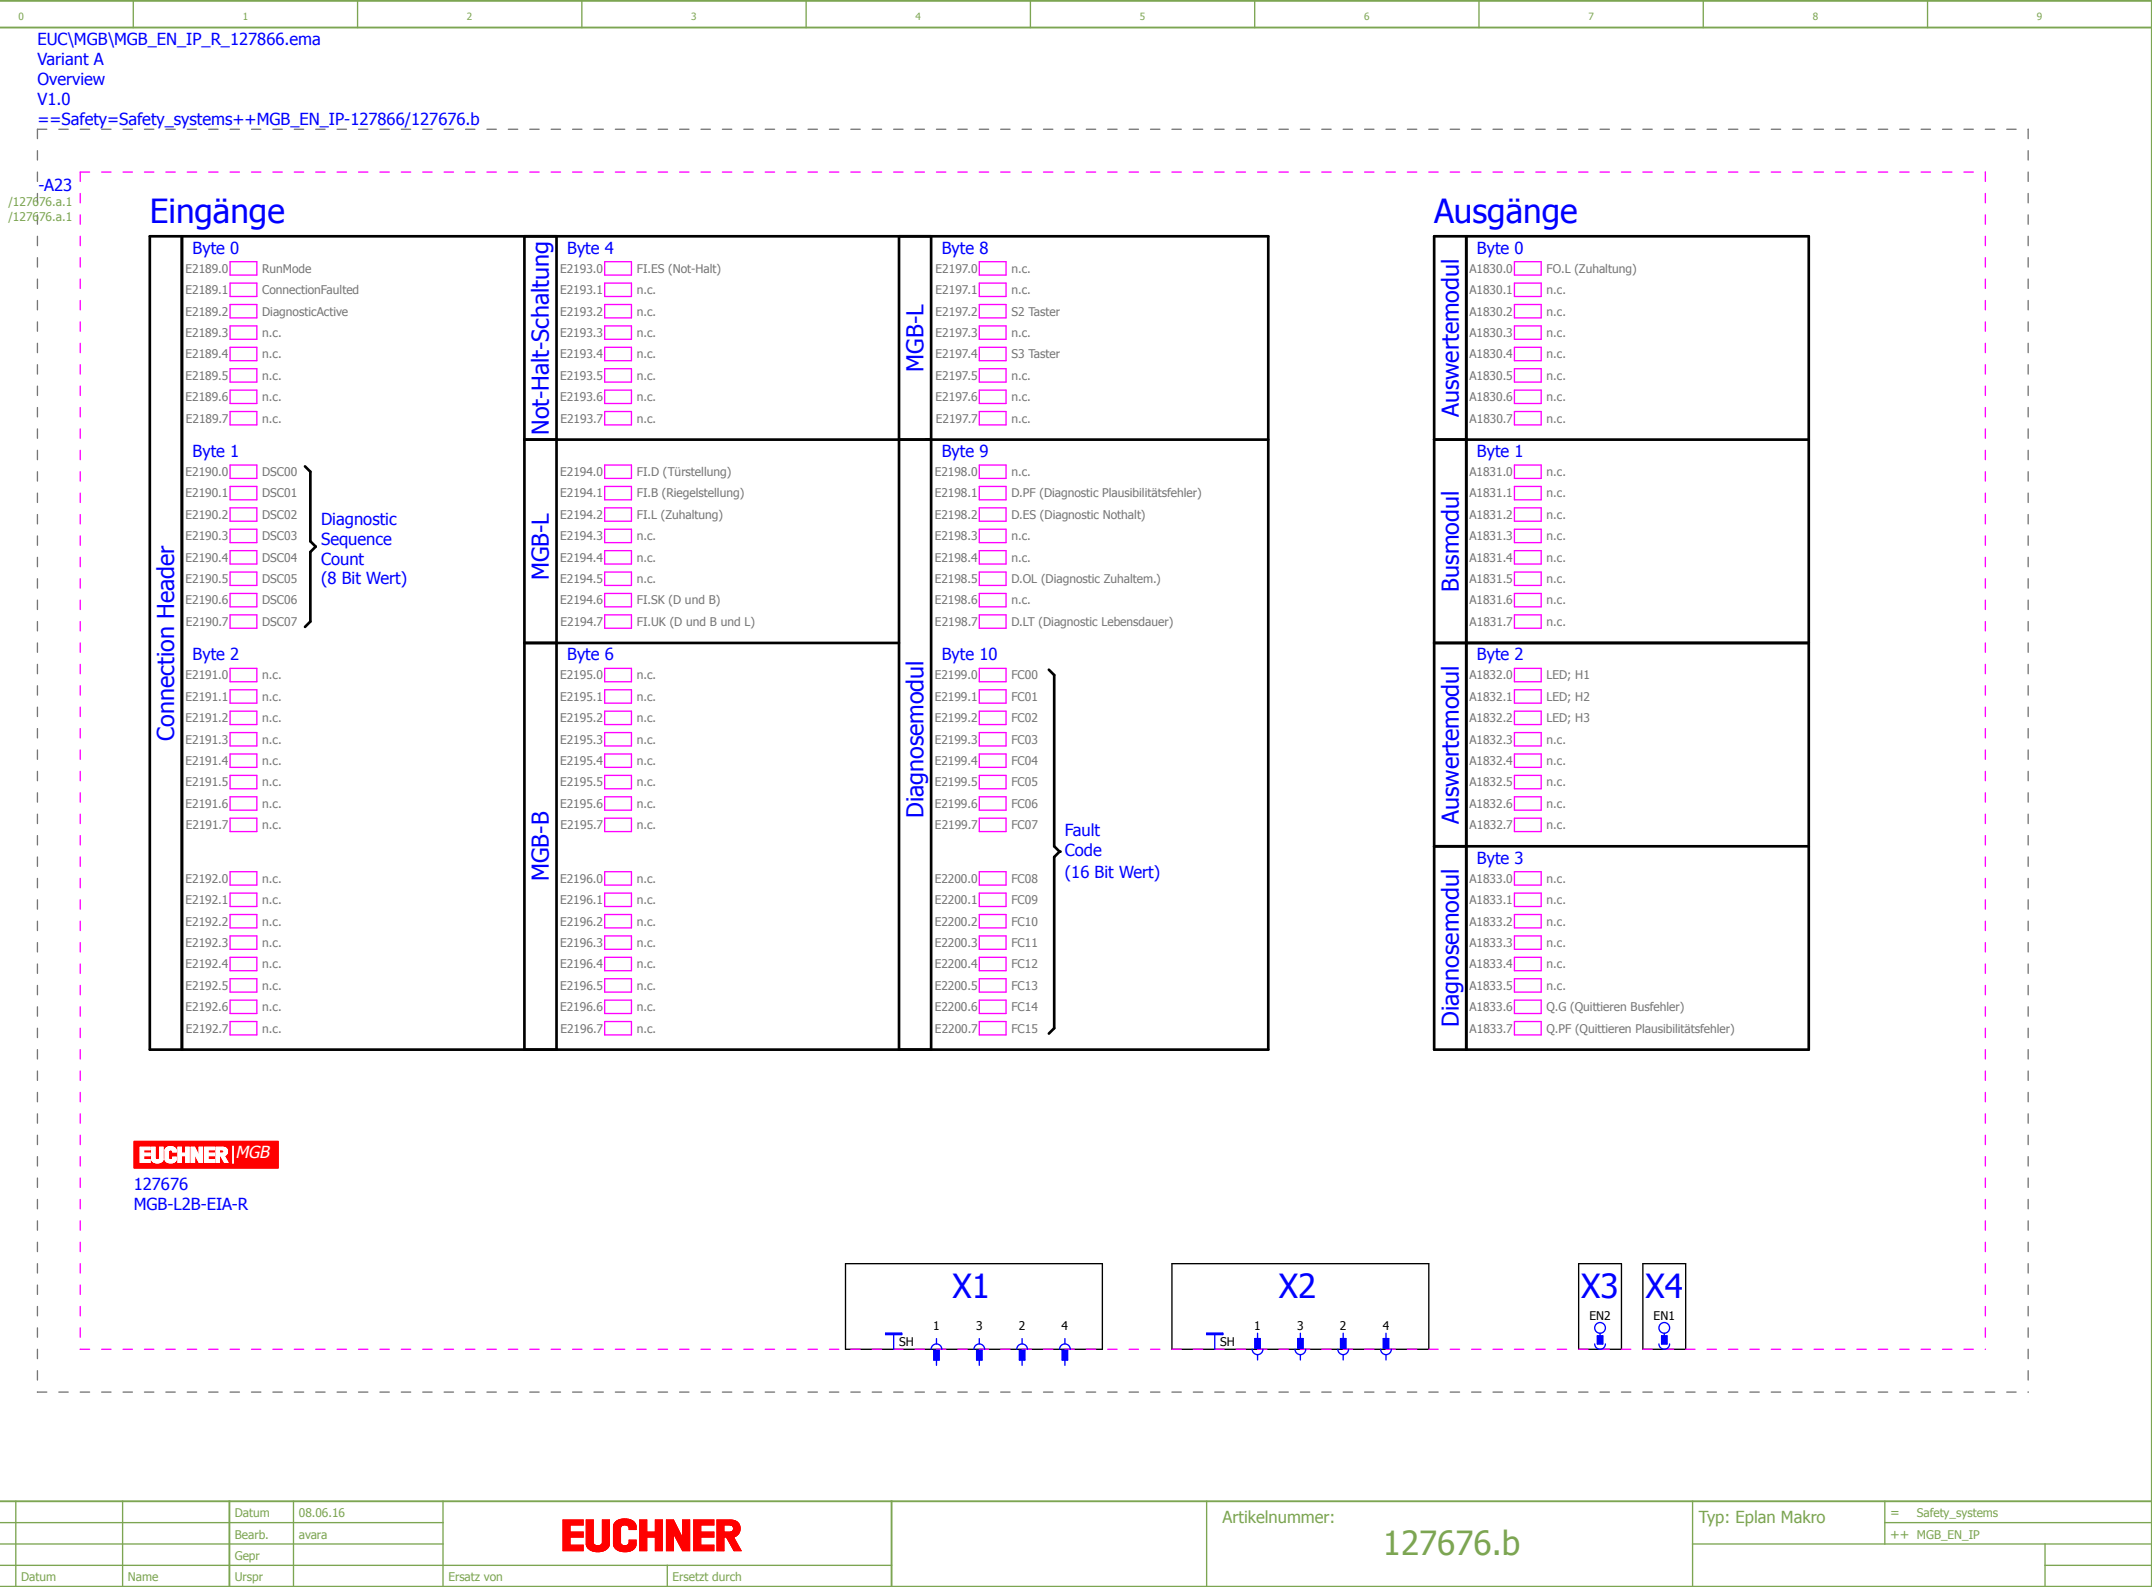 0 1 2 3 4 5 6 7 8 9
EUC\MGB\MGB_EN_IP_R_127866.ema
Variant A
Overview
V1.0
==Safety=Safety_systems++MGB_EN_IP-127866/127676.b
-A23
/127676.a.1
/127676.a.1
Eingänge
Connection Header
Byte 0
E2189.0 RunMode
E2189.1 ConnectionFaulted
E2189.2 DiagnosticActive
E2189.3 n.c.
E2189.4 n.c.
E2189.5 n.c.
E2189.6 n.c.
E2189.7 n.c.
Byte 1
E2190.0 DSC00
E2190.1 DSC01
E2190.2 DSC02
E2190.3 DSC03
E2190.4 DSC04
E2190.5 DSC05
E2190.6 DSC06
E2190.7 DSC07
Diagnostic
Sequence
Count
(8 Bit Wert)
Byte 2
E2191.0 n.c.
E2191.1 n.c.
E2191.2 n.c.
E2191.3 n.c.
E2191.4 n.c.
E2191.5 n.c.
E2191.6 n.c.
E2191.7 n.c.
E2192.0 n.c.
E2192.1 n.c.
E2192.2 n.c.
E2192.3 n.c.
E2192.4 n.c.
E2192.5 n.c.
E2192.6 n.c.
E2192.7 n.c.
Not-Halt-Schaltung
Byte 4
E2193.0 FI.ES (Not-Halt)
E2193.1 n.c.
E2193.2 n.c.
E2193.3 n.c.
E2193.4 n.c.
E2193.5 n.c.
E2193.6 n.c.
E2193.7 n.c.
MGB-L
E2194.0 FI.D (Türstellung)
E2194.1 FI.B (Riegelstellung)
E2194.2 FI.L (Zuhaltung)
E2194.3 n.c.
E2194.4 n.c.
E2194.5 n.c.
E2194.6 FI.SK (D und B)
E2194.7 FI.UK (D und B und L)
MGB-B
Byte 6
E2195.0 n.c.
E2195.1 n.c.
E2195.2 n.c.
E2195.3 n.c.
E2195.4 n.c.
E2195.5 n.c.
E2195.6 n.c.
E2195.7 n.c.
E2196.0 n.c.
E2196.1 n.c.
E2196.2 n.c.
E2196.3 n.c.
E2196.4 n.c.
E2196.5 n.c.
E2196.6 n.c.
E2196.7 n.c.
MGB-L
Byte 8
E2197.0 n.c.
E2197.1 n.c.
E2197.2 S2 Taster
E2197.3 n.c.
E2197.4 S3 Taster
E2197.5 n.c.
E2197.6 n.c.
E2197.7 n.c.
Diagnosemodul
Byte 9
E2198.0 n.c.
E2198.1 D.PF (Diagnostic Plausibilitätsfehler)
E2198.2 D.ES (Diagnostic Nothalt)
E2198.3 n.c.
E2198.4 n.c.
E2198.5 D.OL (Diagnostic Zuhaltem.)
E2198.6 n.c.
E2198.7 D.LT (Diagnostic Lebensdauer)
Byte 10
E2199.0 FC00
E2199.1 FC01
E2199.2 FC02
E2199.3 FC03
E2199.4 FC04
E2199.5 FC05
E2199.6 FC06
E2199.7 FC07
Fault
Code
(16 Bit Wert)
E2200.0 FC08
E2200.1 FC09
E2200.2 FC10
E2200.3 FC11
E2200.4 FC12
E2200.5 FC13
E2200.6 FC14
E2200.7 FC15
Ausgänge
Auswertemodul
Byte 0
A1830.0 FO.L (Zuhaltung)
A1830.1 n.c.
A1830.2 n.c.
A1830.3 n.c.
A1830.4 n.c.
A1830.5 n.c.
A1830.6 n.c.
A1830.7 n.c.
Busmodul
Byte 1
A1831.0 n.c.
A1831.1 n.c.
A1831.2 n.c.
A1831.3 n.c.
A1831.4 n.c.
A1831.5 n.c.
A1831.6 n.c.
A1831.7 n.c.
Auswertemodul
Byte 2
A1832.0 LED; H1
A1832.1 LED; H2
A1832.2 LED; H3
A1832.3 n.c.
A1832.4 n.c.
A1832.5 n.c.
A1832.6 n.c.
A1832.7 n.c.
Diagnosemodul
Byte 3
A1833.0 n.c.
A1833.1 n.c.
A1833.2 n.c.
A1833.3 n.c.
A1833.4 n.c.
A1833.5 n.c.
A1833.6 Q.G (Quittieren Busfehler)
A1833.7 Q.PF (Quittieren Plausibilitätsfehler)
EUCHNER|MGB
127676
MGB-L2B-EIA-R
X1
SH 1 3 2 4
X2
SH 1 3 2 4
X3
EN2
X4
EN1
Datum 08.06.16
Bearb. avara
Gepr
Datum Name Urspr
EUCHNER
Ersatz von Ersetzt durch
Artikelnummer:
127676.b
Typ: Eplan Makro
= Safety_systems
++ MGB_EN_IP